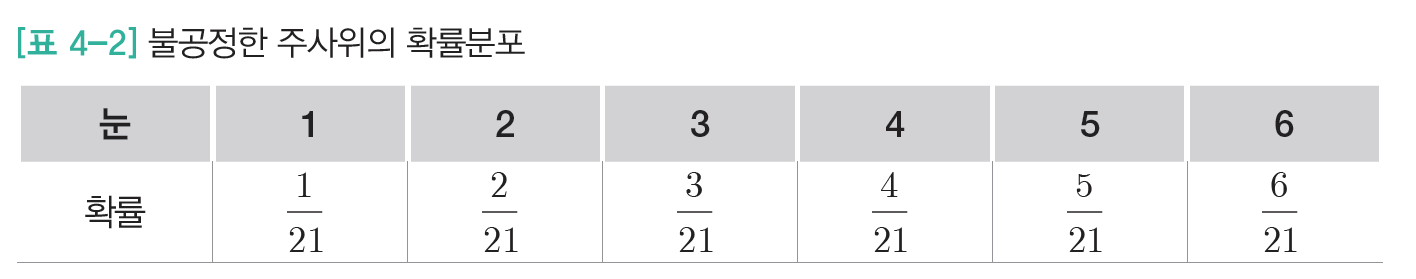 [표 4-2] 불공정한 주사위의 확률분포
눈 1 2 3 4 5 6
확률 1/21 2/21 3/21 4/21 5/21 6/21